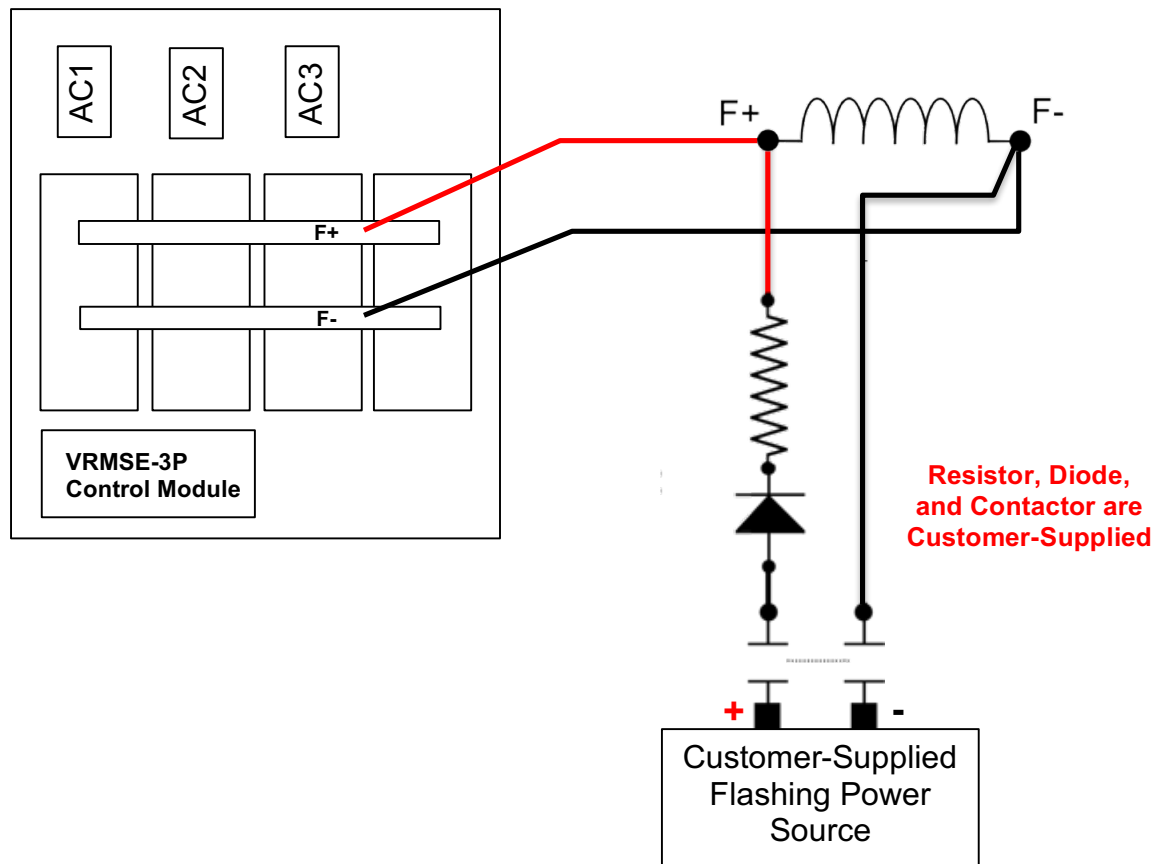 AC1
AC2
AC3
F+
F-
F+
F-
VRMSE-3P
Control Module
Resistor, Diode,
and Contactor are
Customer-Supplied
+
-
Customer-Supplied
Flashing Power
Source